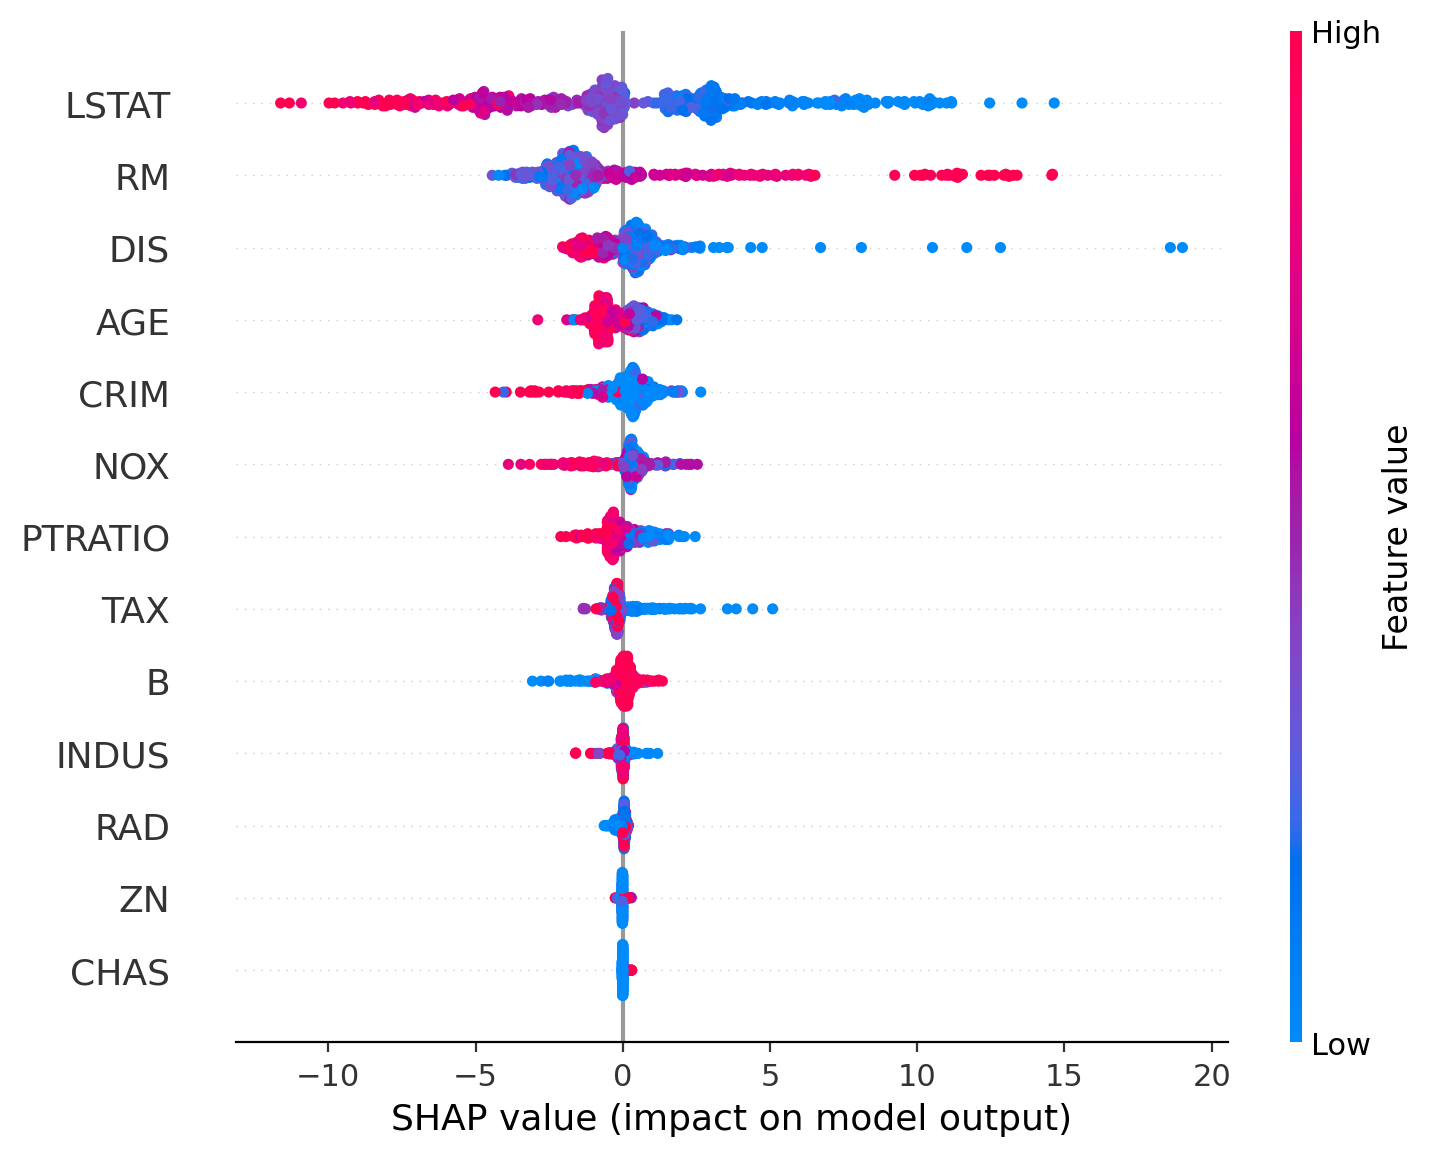 High
LSTAT
RM
DIS
AGE
CRIM
NOX
PTRATIO
TAX
B
INDUS
RAD
ZN
CHAS
Feature value
Low
−10 −5 0 5 10 15 20
SHAP value (impact on model output)